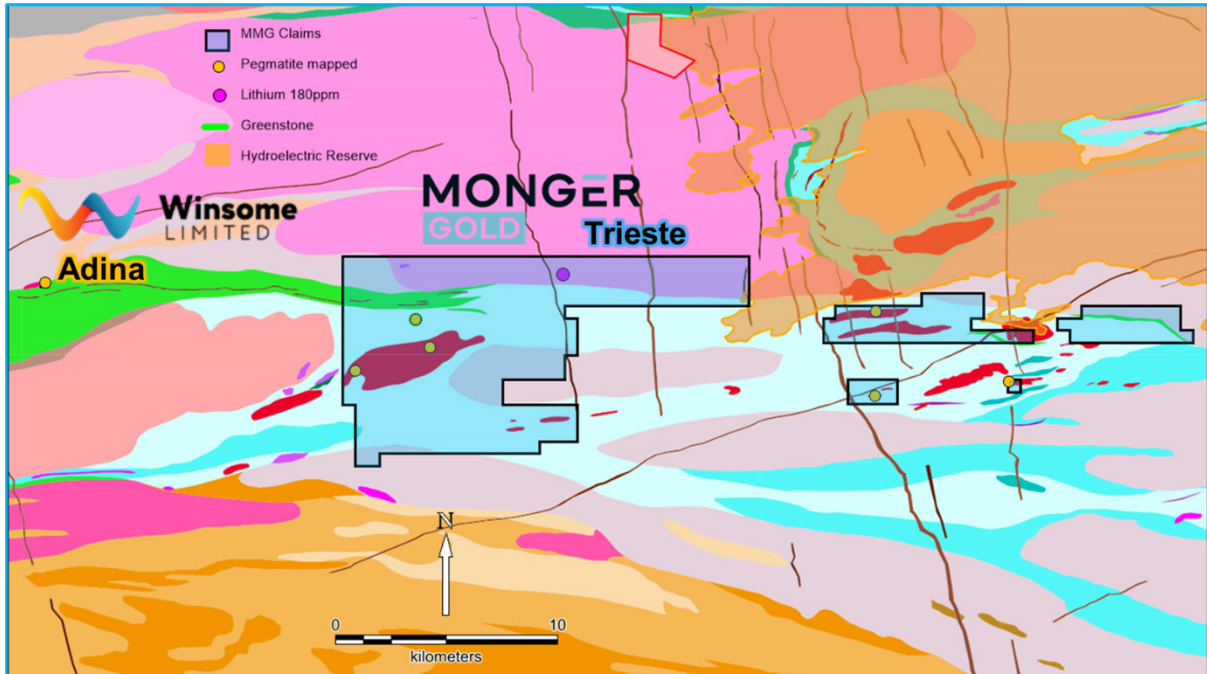 MMG Claims
Pegmatite mapped
Lithium 180ppm
Greenstone
Hydroelectric Reserve
Winsome
LIMITED
MONGER
GOLD
Trieste
Adina
N
0 10
kilometers